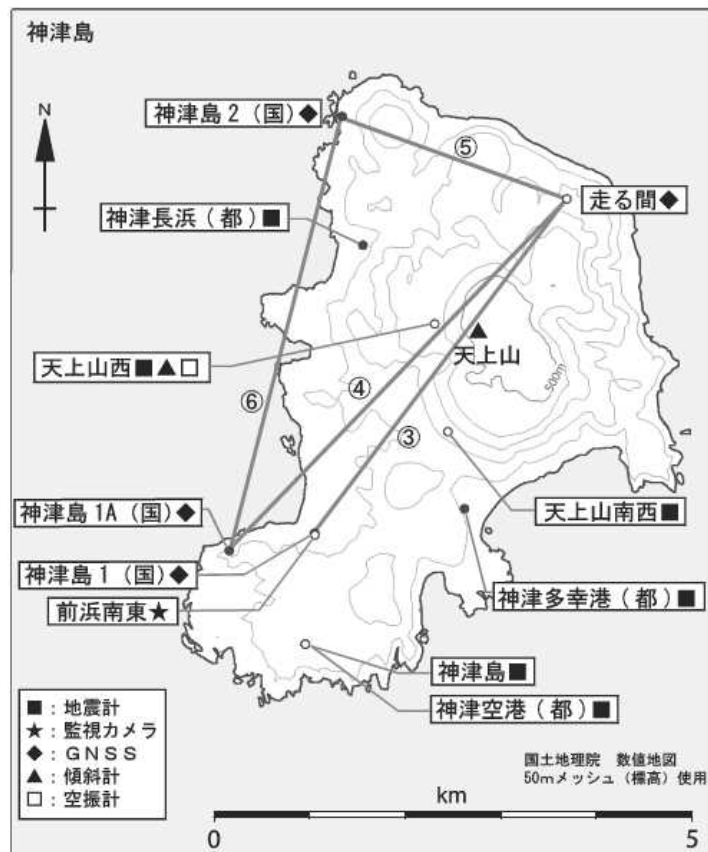 神津島
N
神津島2（国）◆
⑤
走る間◆
神津長浜（都）■
天上山西■▲□
天上山
500m
⑥
④
③
神津島1A（国）◆
天上山南西■
神津島1（国）◆
前浜南東★
神津多幸港（都）■
神津島■
神津空港（都）■
■：地震計
★：監視カメラ
◆：ＧＮＳＳ
▲：傾斜計
□：空振計
国土地理院　数値地図
50mメッシュ（標高）使用
km
0 5